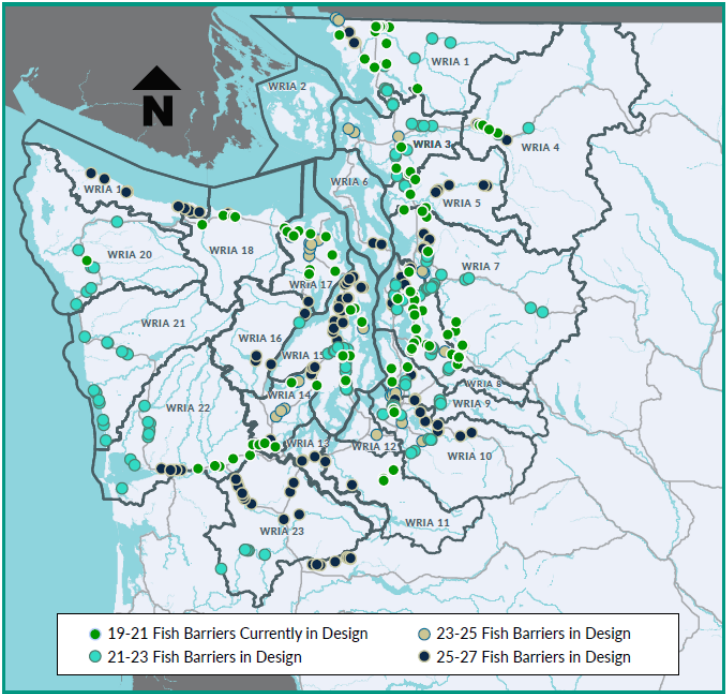 WRIA 1
WRIA 2
WRIA 3
WRIA 4
N
WRIA 6
WRIA 1
WRIA 5
WRIA 20
WRIA 18
WRIA 7
WRIA 17
WRIA 21
WRIA 16
WRIA 15
WRIA 8
WRIA 14
WRIA 22
WRIA 9
WRIA 13
WRIA 12
WRIA 10
WRIA 11
WRIA 23
19-21 Fish Barriers Currently in Design
23-25 Fish Barriers in Design
21-23 Fish Barriers in Design
25-27 Fish Barriers in Design